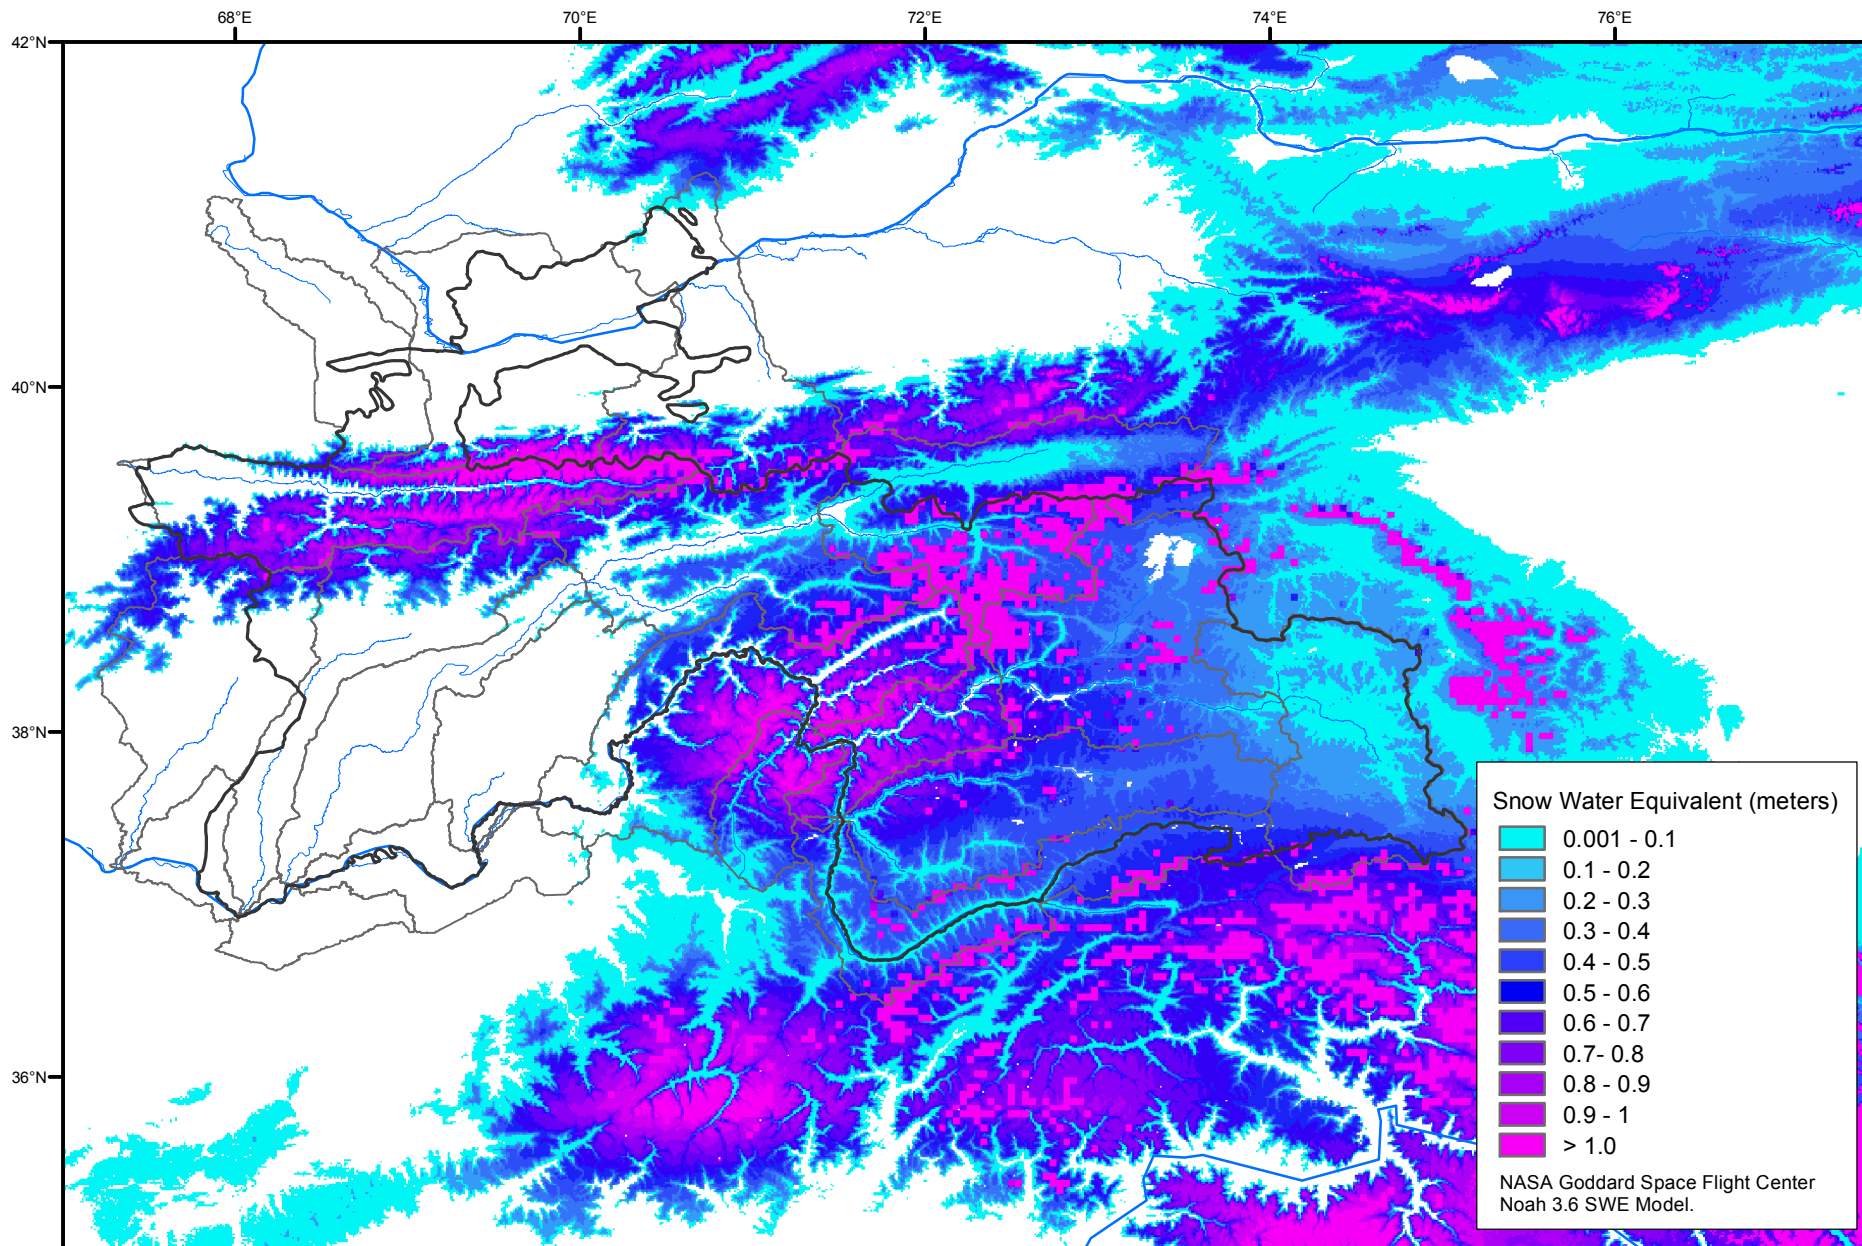 68°E 70°E 72°E 74°E 76°E
42°N
40°N
38°N
36°N
Snow Water Equivalent (meters)
0.001 - 0.1
0.1 - 0.2
0.2 - 0.3
0.3 - 0.4
0.4 - 0.5
0.5 - 0.6
0.6 - 0.7
0.7- 0.8
0.8 - 0.9
0.9 - 1
> 1.0
NASA Goddard Space Flight Center
Noah 3.6 SWE Model.